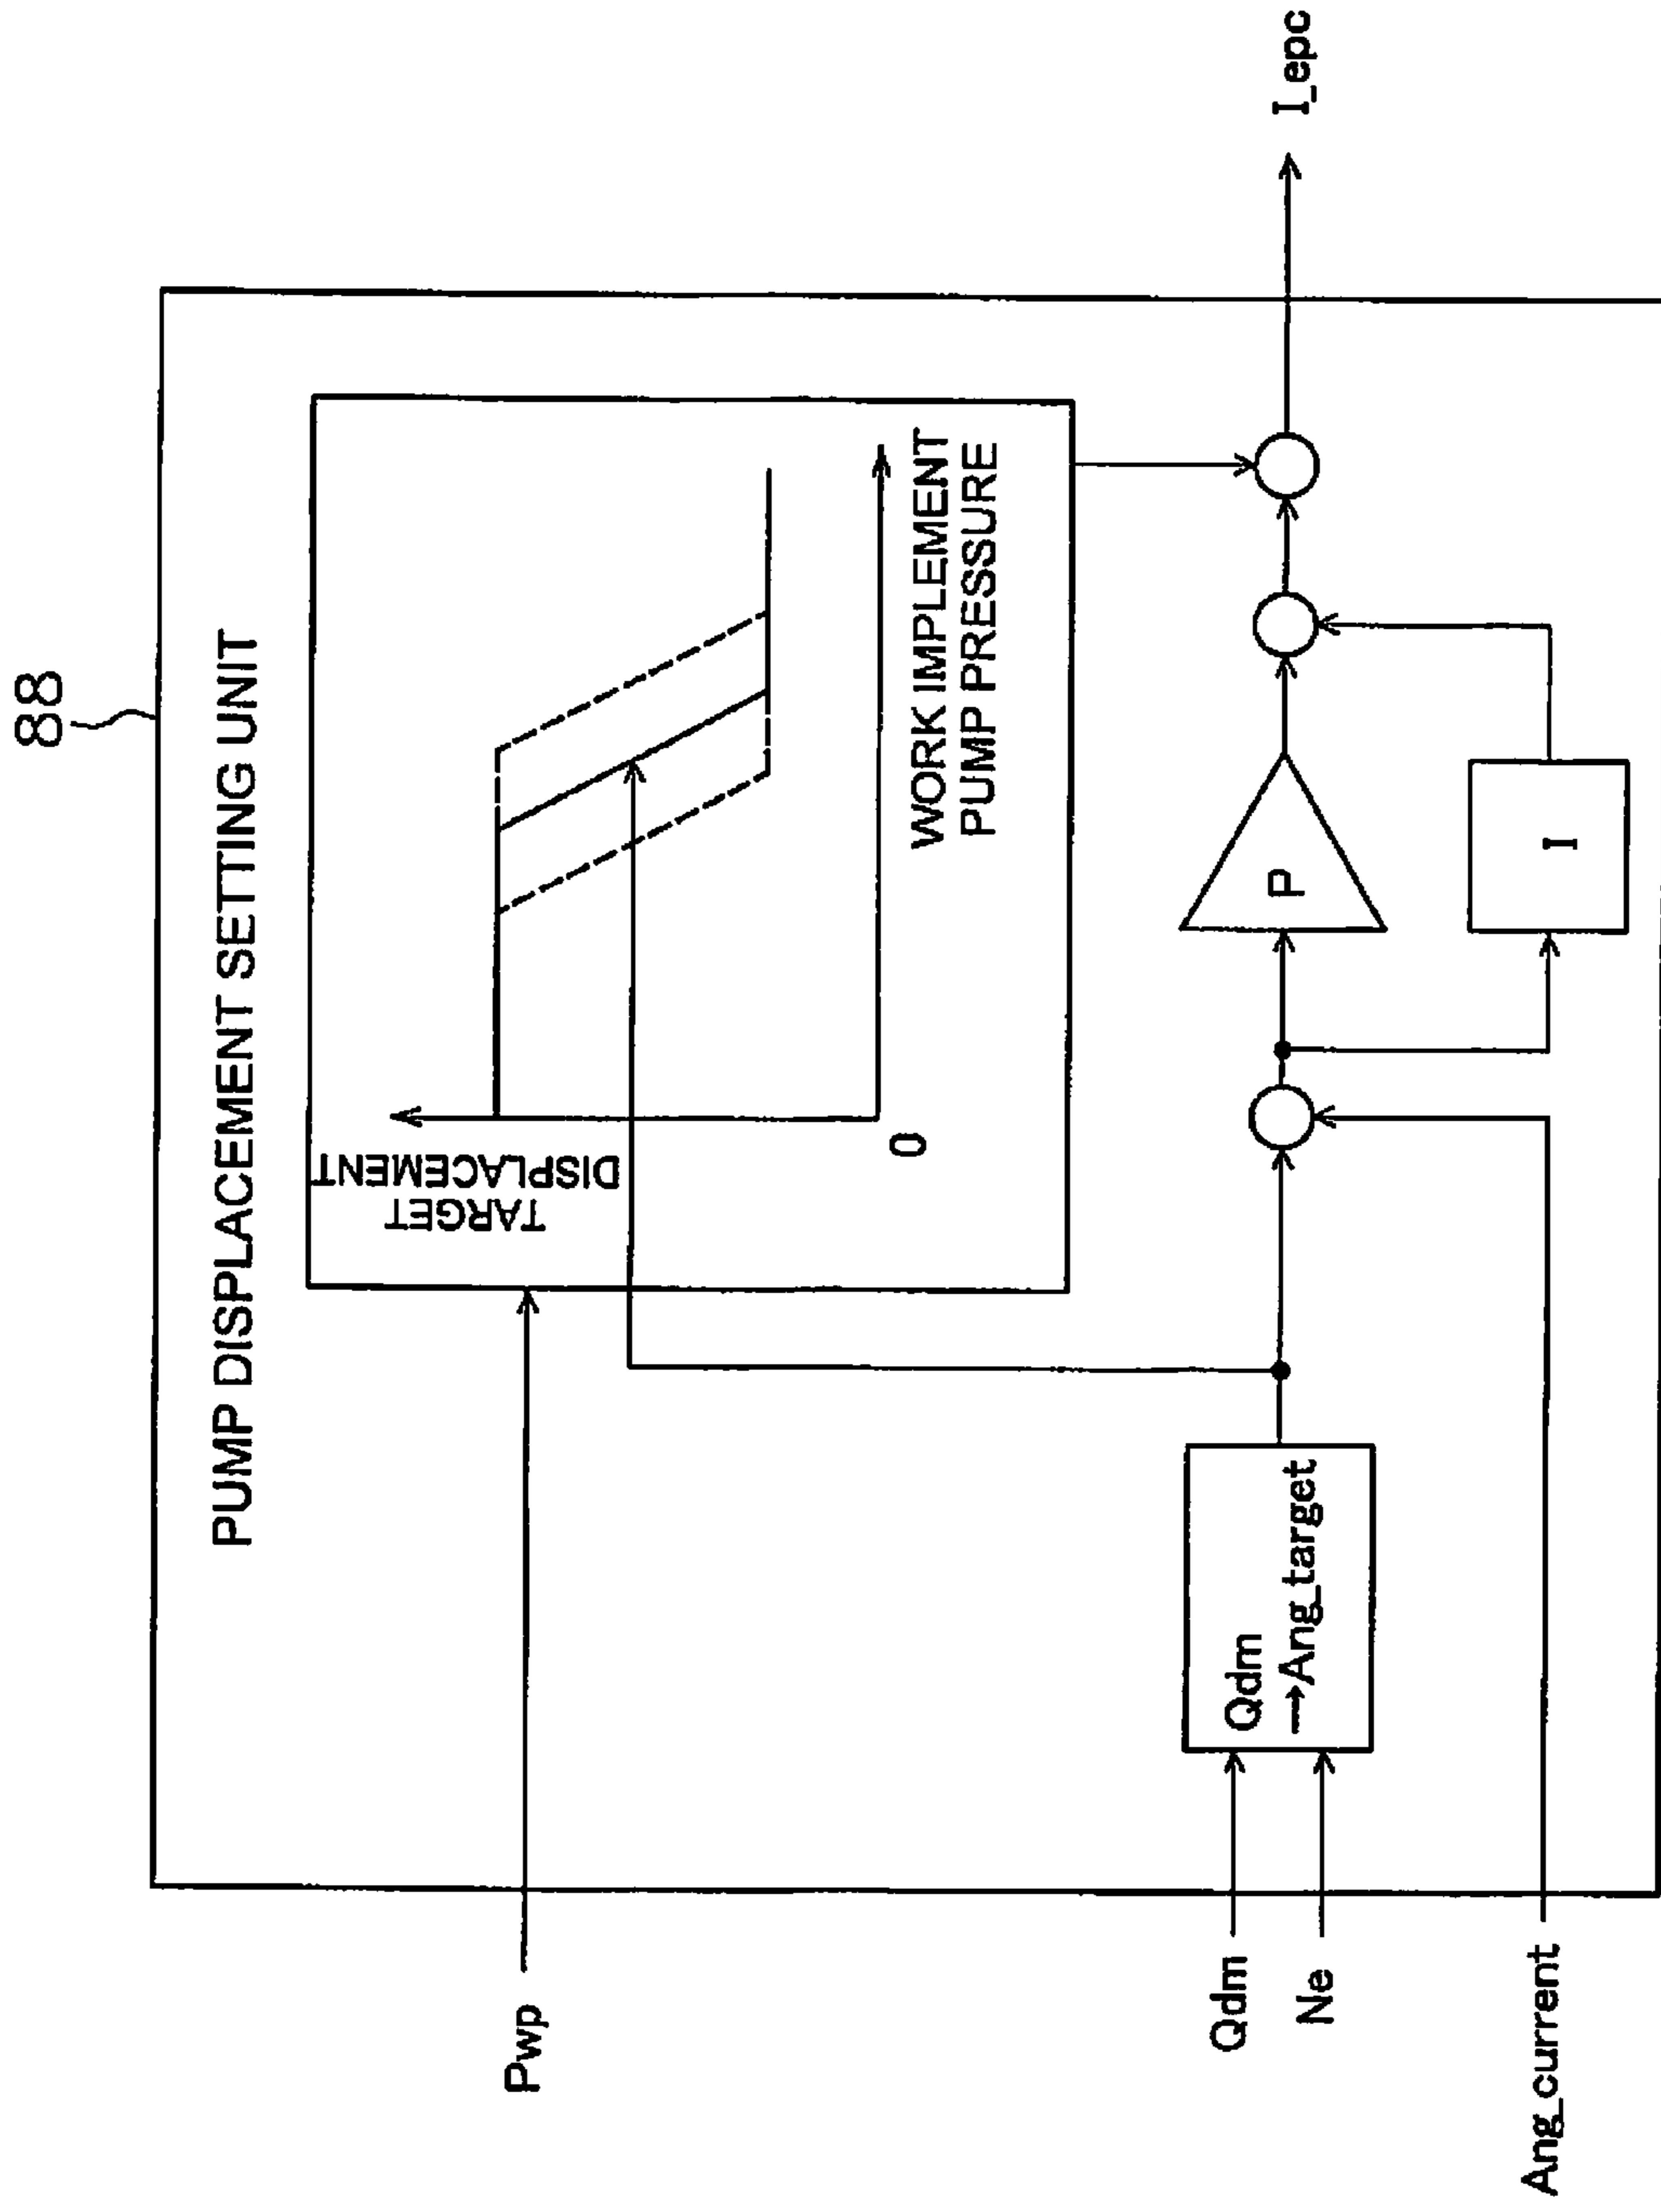 88
PUMP DISPLACEMENT SETTING UNIT
TARGET
DISPLACEMENT
0
WORK IMPLEMENT
PUMP PRESSURE
Pwp
Qdm
Ne
Ang_current
Qdm
→Ang_target
P
I
I_epc